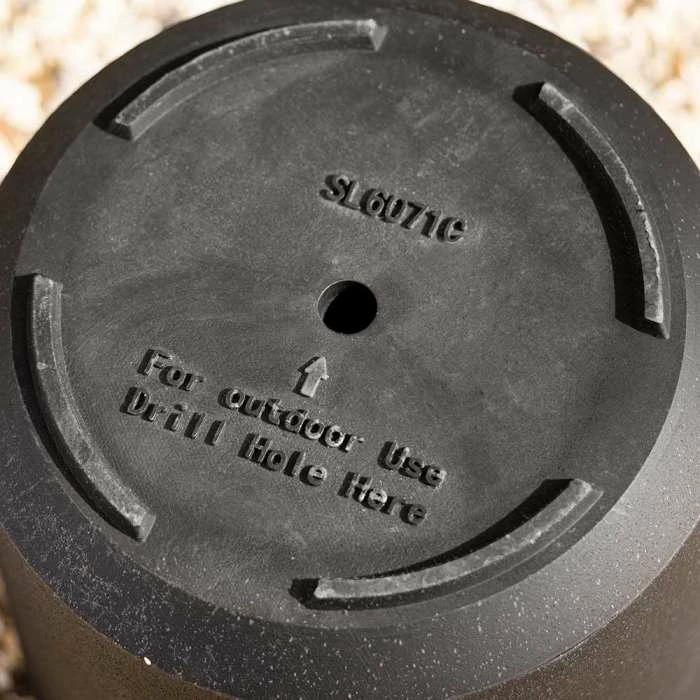 SL6071C
For outdoor Use
Drill Hole Here